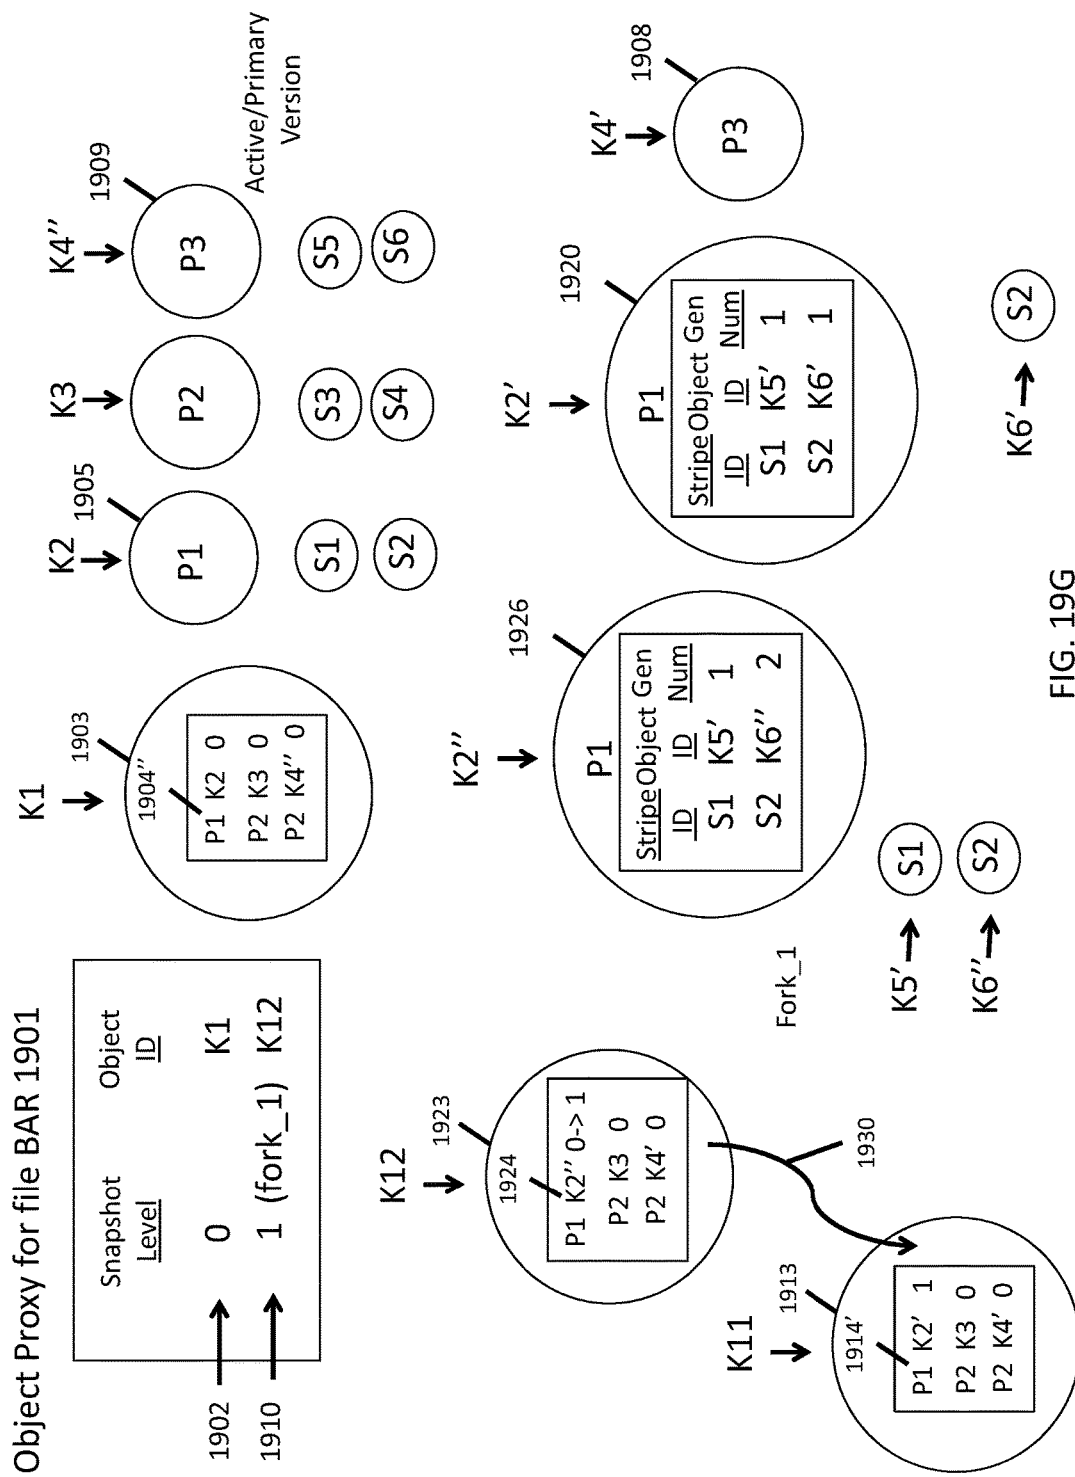 Object Proxy for file BAR 1901
Snapshot Object
Level ID
0 K1
1 (fork_1) K12
1902
1910
K1
1903
1904''
P1 K2 0
P2 K3 0
P2 K4'' 0
K2
1905
P1
S1
S2
K3
P2
S3
S4
K4''
1909
P3
S5
S6
Active/Primary
Version
K12
1923
1924
P1 K2'' 0-> 1
P2 K3 0
P2 K4' 0
1930
K11
1913
1914'
P1 K2' 1
P2 K3 0
P2 K4' 0
Fork_1
K2''
1926
P1
Stripe Object Gen
ID ID Num
S1 K5' 1
S2 K6'' 2
K5'
S1
K6''
S2
K2'
1920
P1
Stripe Object Gen
ID ID Num
S1 K5' 1
S2 K6' 1
K6'
S2
K4'
1908
P3
FIG. 19G